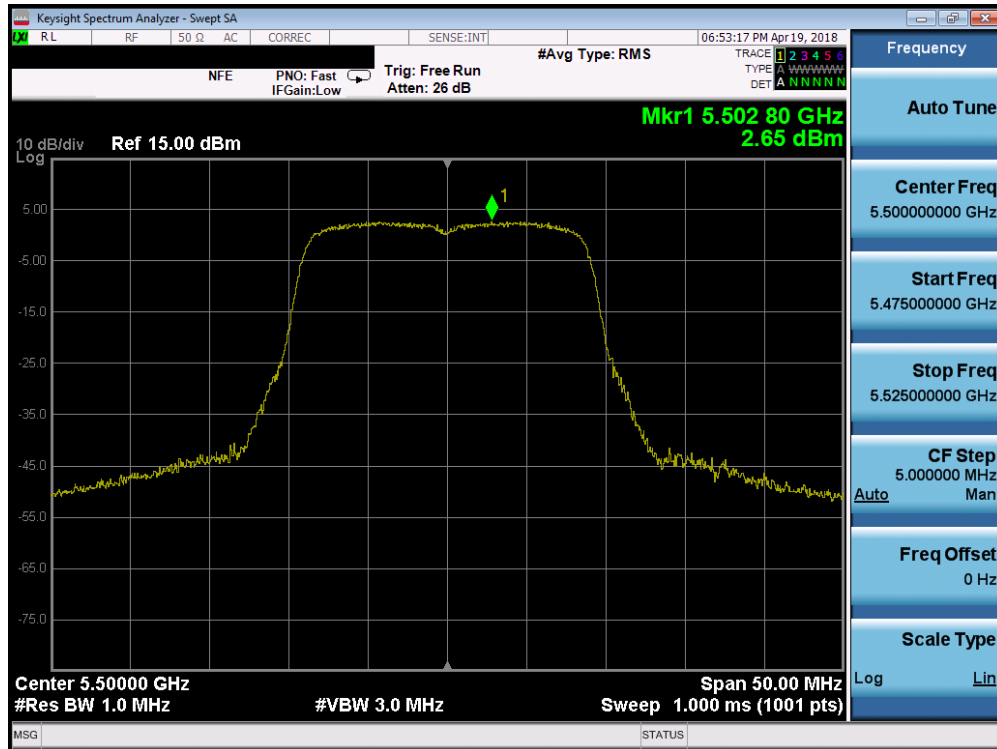 Keysight Spectrum Analyzer - Swept SA
LXI RL RF 50 Ω AC CORREC SENSE:INT 06:53:17 PM Apr 19, 2018
Frequency
#Avg Type: RMS TRACE 1 2 3 4 5 6
NFE PNO: Fast Trig: Free Run TYPE A WWWWW
IFGain:Low Atten: 26 dB DET A N N N N N
Auto Tune
Mkr1 5.502 80 GHz
10 dB/div Ref 15.00 dBm 2.65 dBm
Log
1
5.00
-5.00
-15.0
-25.0
-35.0
-45.0
-55.0
-65.0
-75.0
Center Freq
5.500000000 GHz
Start Freq
5.475000000 GHz
Stop Freq
5.525000000 GHz
CF Step
5.000000 MHz
Auto Man
Freq Offset
0 Hz
Scale Type
Log Lin
Center 5.50000 GHz Span 50.00 MHz
#Res BW 1.0 MHz #VBW 3.0 MHz Sweep 1.000 ms (1001 pts)
MSG STATUS